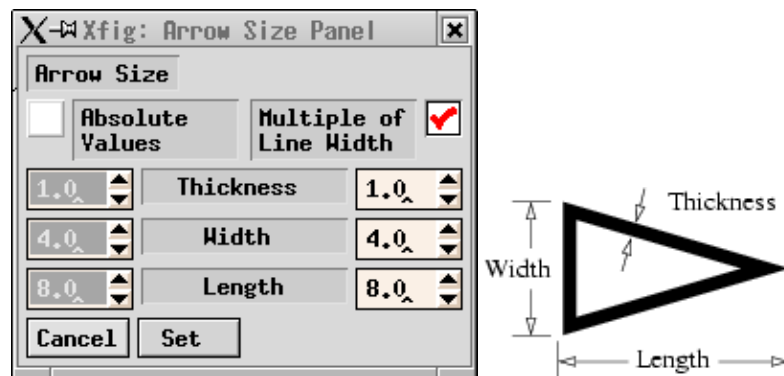 Xfig: Arrow Size Panel
Arrow Size
Absolute Values
Multiple of Line Width
1.0 Thickness 1.0
4.0 Width 4.0
8.0 Length 8.0
Cancel Set
Thickness
Width
Length